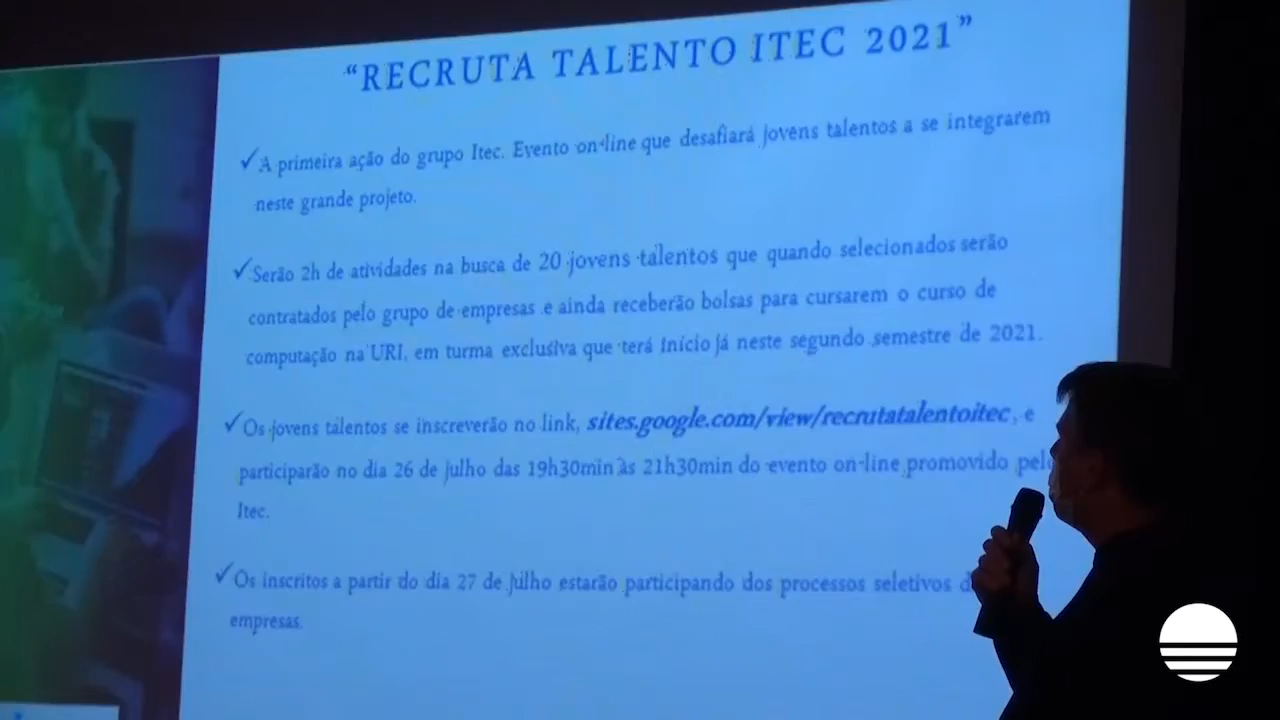 “RECRUTA TALENTO ITEC 2021”
✓A primeira ação do grupo Itec. Evento on-line que desafiará jovens talentos a se integrarem
neste grande projeto.
✓Serão 2h de atividades na busca de 20 jovens talentos que quando selecionados serão
contratados pelo grupo de empresas e ainda receberão bolsas para cursarem o curso de
computação na URI, em turma exclusiva que terá início já neste segundo semestre de 2021.
✓Os jovens talentos se inscreverão no link, sites.google.com/view/recrutatalentoitec, e
participarão no dia 26 de julho das 19h30min às 21h30min do evento on-line promovido pelo
Itec.
✓Os inscritos a partir do dia 27 de julho estarão participando dos processos seletivos
empresas.